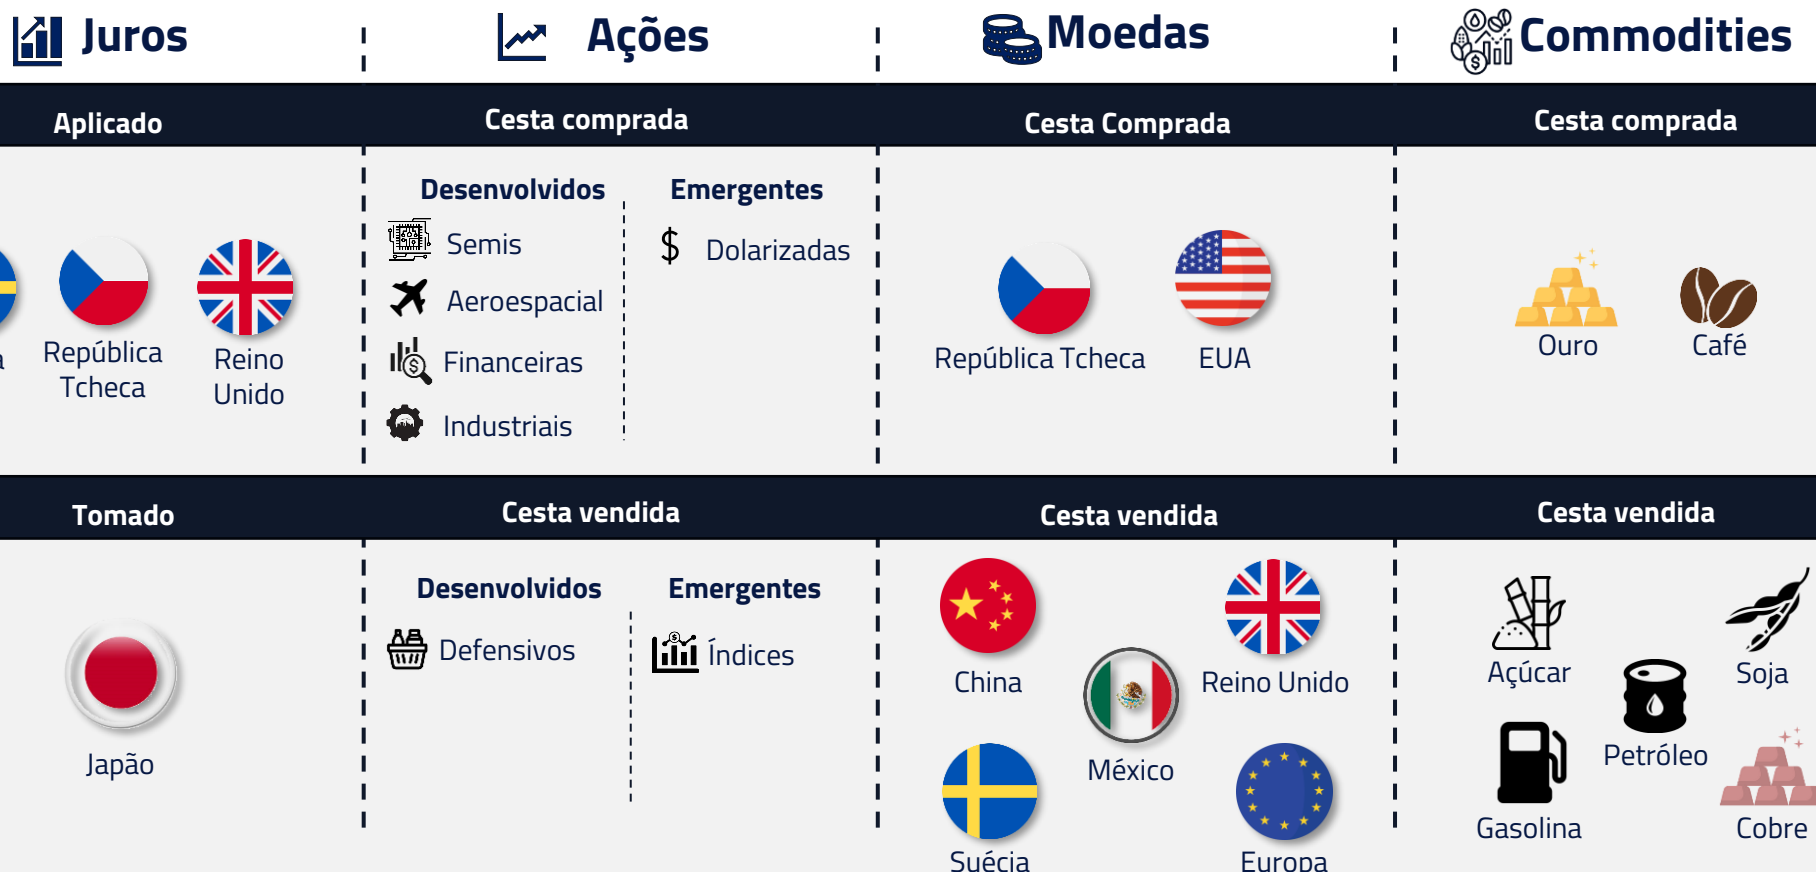 Juros
Ações
Moedas
Commodities
Aplicado
Cesta comprada
Cesta Comprada
Cesta comprada
Desenvolvidos
Emergentes
Semis
Dolarizadas
Aeroespacial
Financeiras
Industriais
a
República
Tcheca
Reino
Unido
República Tcheca
EUA
Ouro
Café
Tomado
Cesta vendida
Cesta vendida
Cesta vendida
Japão
Desenvolvidos
Emergentes
Defensivos
Índices
China
Reino Unido
México
Suécia
Europa
Açúcar
Soja
Petróleo
Gasolina
Cobre